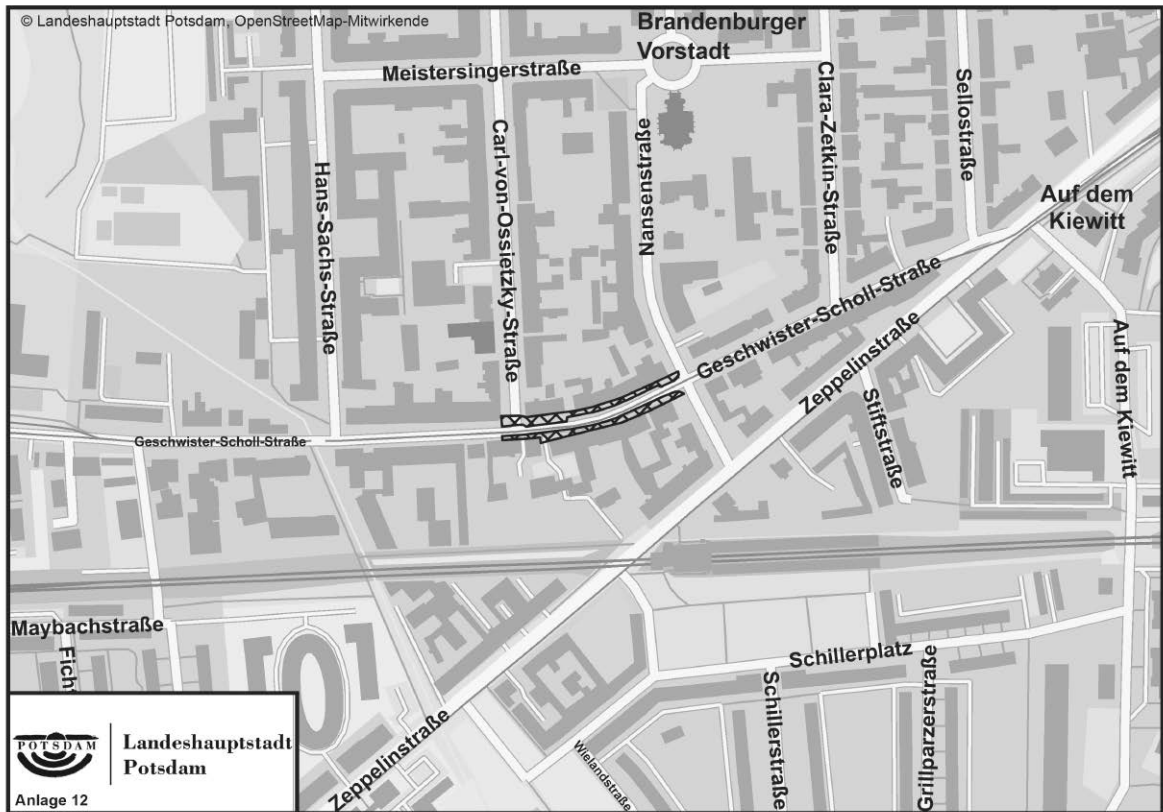 © Landeshauptstadt Potsdam, OpenStreetMap-Mitwirkende
Brandenburger
Vorstadt
Meistersingerstraße
Hans-Sachs-Straße
Carl-von-Ossietzky-Straße
Nansenstraße
Clara-Zetkin-Straße
Sellostraße
Auf dem
Kiewitt
Geschwister-Scholl-Straße
Zeppelinstraße
Auf dem Kiewitt
Stiftstraße
Geschwister-Scholl-Straße
Maybachstraße
Ficht
Schillerplatz
Schillerstraße
Grillparzerstraße
Wielandstraße
Zeppelinstraße
POTSDAM
Landeshauptstadt
Potsdam
Anlage 12